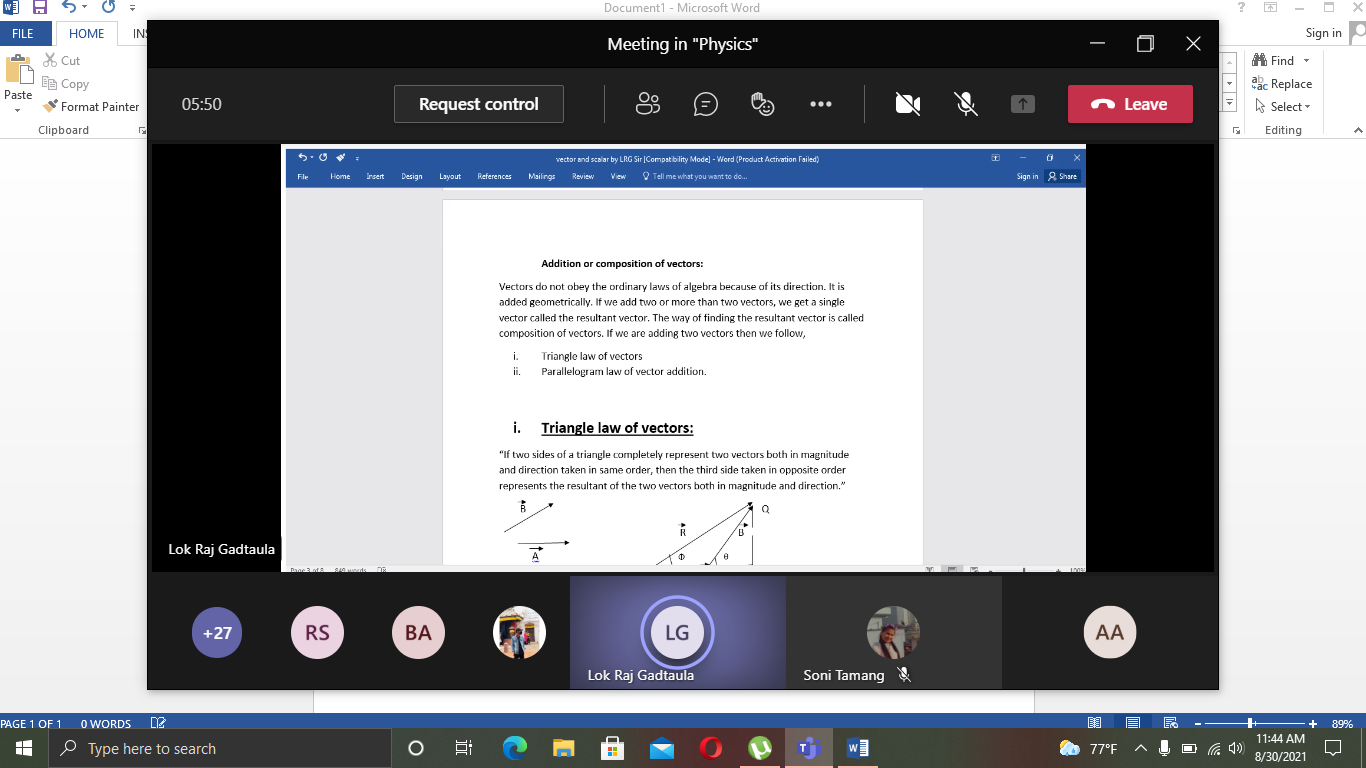 Document1 - Microsoft Word
FILE
HOME
IN
Sign in
Paste
Cut
Copy
Format Painter
Clipboard
Find
Replace
Select
Editing
Meeting in "Physics"
05:50
Request control
Leave
vector and scalar by LRG Sir [Compatibility Mode] - Word (Product Activation Failed)
File Home Insert Design Layout References Mailings Review View Tell me what you want to do... Sign in Share
Addition or composition of vectors:
Vectors do not obey the ordinary laws of algebra because of its direction. It is
added geometrically. If we add two or more than two vectors, we get a single
vector called the resultant vector. The way of finding the resultant vector is called
composition of vectors. If we are adding two vectors then we follow,
i. Triangle law of vectors
ii. Parallelogram law of vector addition.
i. Triangle law of vectors:
“If two sides of a triangle completely represent two vectors both in magnitude
and direction taken in same order, then the third side taken in opposite order
represents the resultant of the two vectors both in magnitude and direction.”
B
A
Q
R
B
Φ
θ
Page 3 of 8 849 words
100%
Lok Raj Gadtaula
+27
RS
BA
LG
Lok Raj Gadtaula
Soni Tamang
AA
PAGE 1 OF 1 0 WORDS
89%
Type here to search
77°F
11:44 AM
8/30/2021